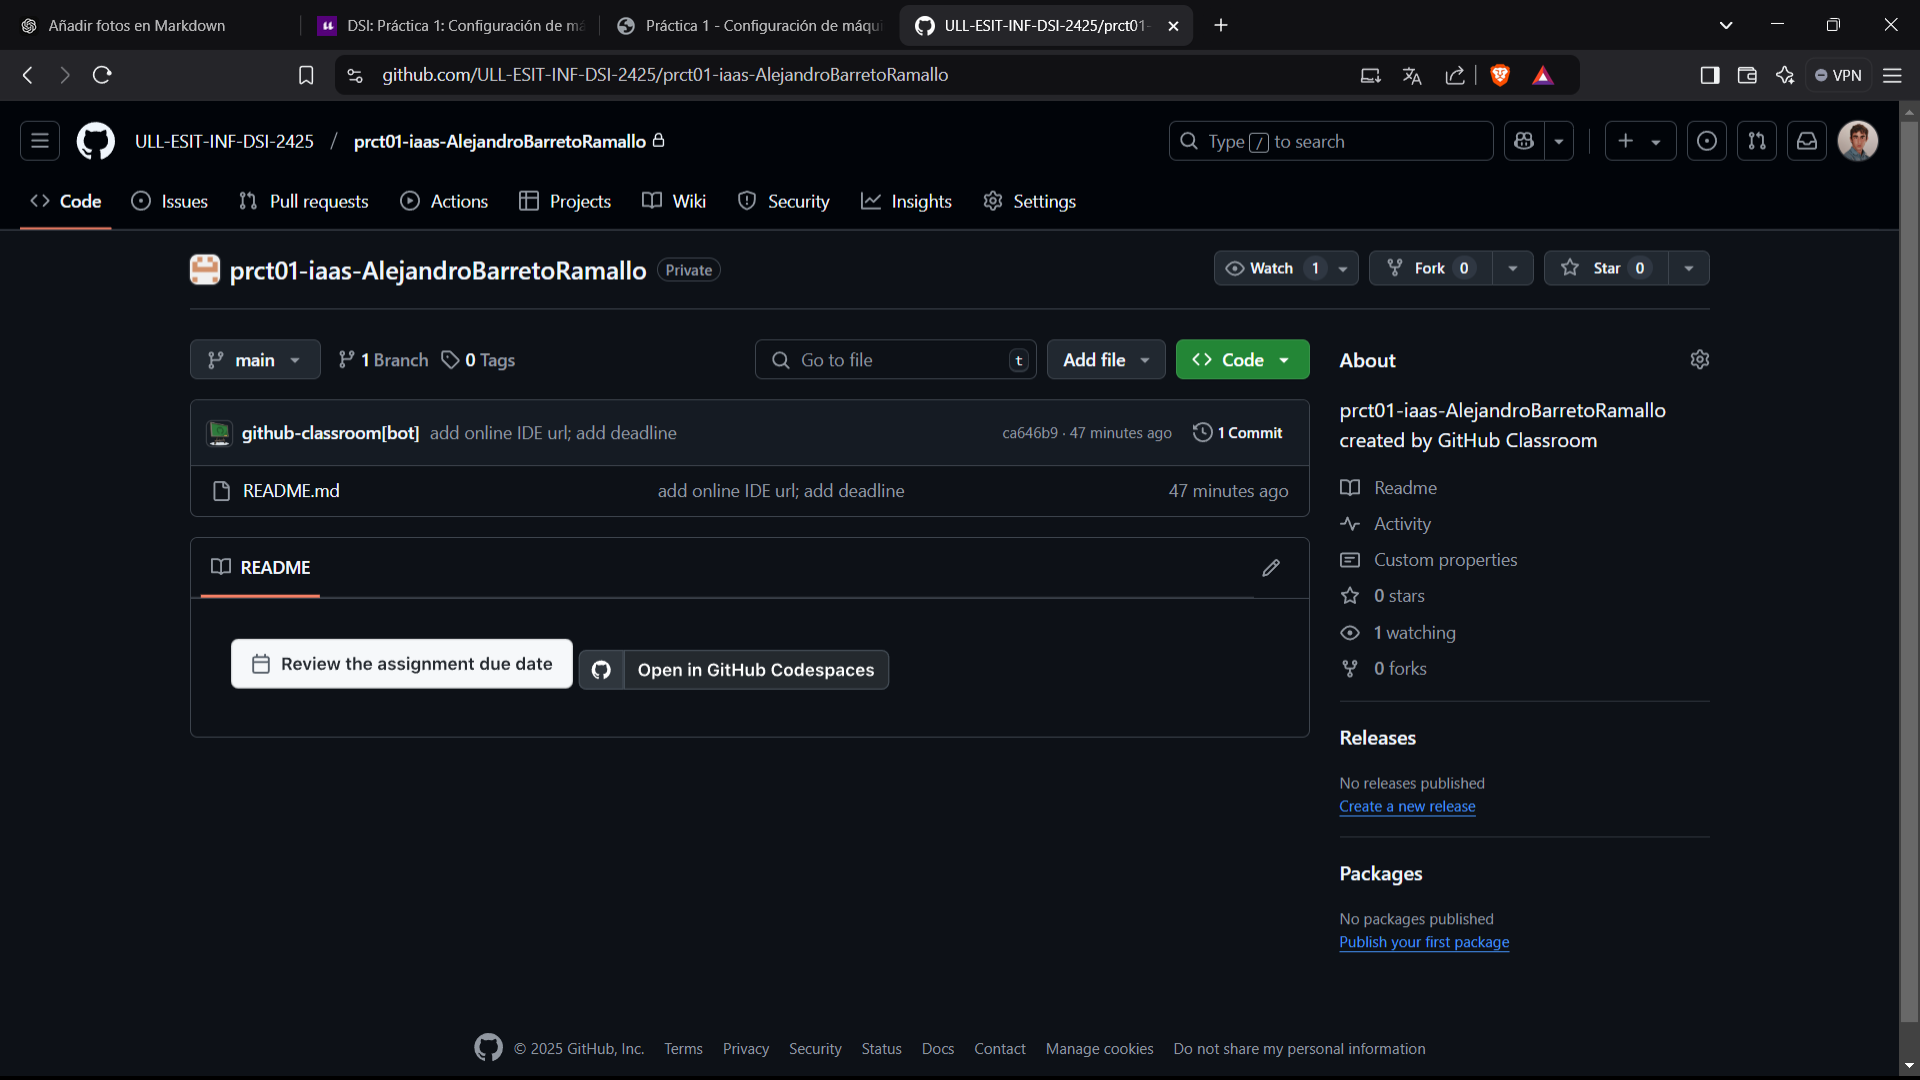 Añadir fotos en Markdown
DSI: Práctica 1: Configuración de má
Práctica 1 - Configuración de máqu
ULL-ESIT-INF-DSI-2425/prct01-
github.com/ULL-ESIT-INF-DSI-2425/prct01-iaas-AlejandroBarretoRamallo
VPN
ULL-ESIT-INF-DSI-2425 / prct01-iaas-AlejandroBarretoRamallo
Type / to search
Code
Issues
Pull requests
Actions
Projects
Wiki
Security
Insights
Settings
prct01-iaas-AlejandroBarretoRamallo Private
Watch 1
Fork 0
Star 0
main
1 Branch
0 Tags
Go to file t
Add file
Code
github-classroom[bot] add online IDE url; add deadline
ca646b9 · 47 minutes ago
1 Commit
README.md
add online IDE url; add deadline
47 minutes ago
README
Review the assignment due date
Open in GitHub Codespaces
About
prct01-iaas-AlejandroBarretoRamallo
created by GitHub Classroom
Readme
Activity
Custom properties
0 stars
1 watching
0 forks
Releases
No releases published
Create a new release
Packages
No packages published
Publish your first package
© 2025 GitHub, Inc.
Terms
Privacy
Security
Status
Docs
Contact
Manage cookies
Do not share my personal information